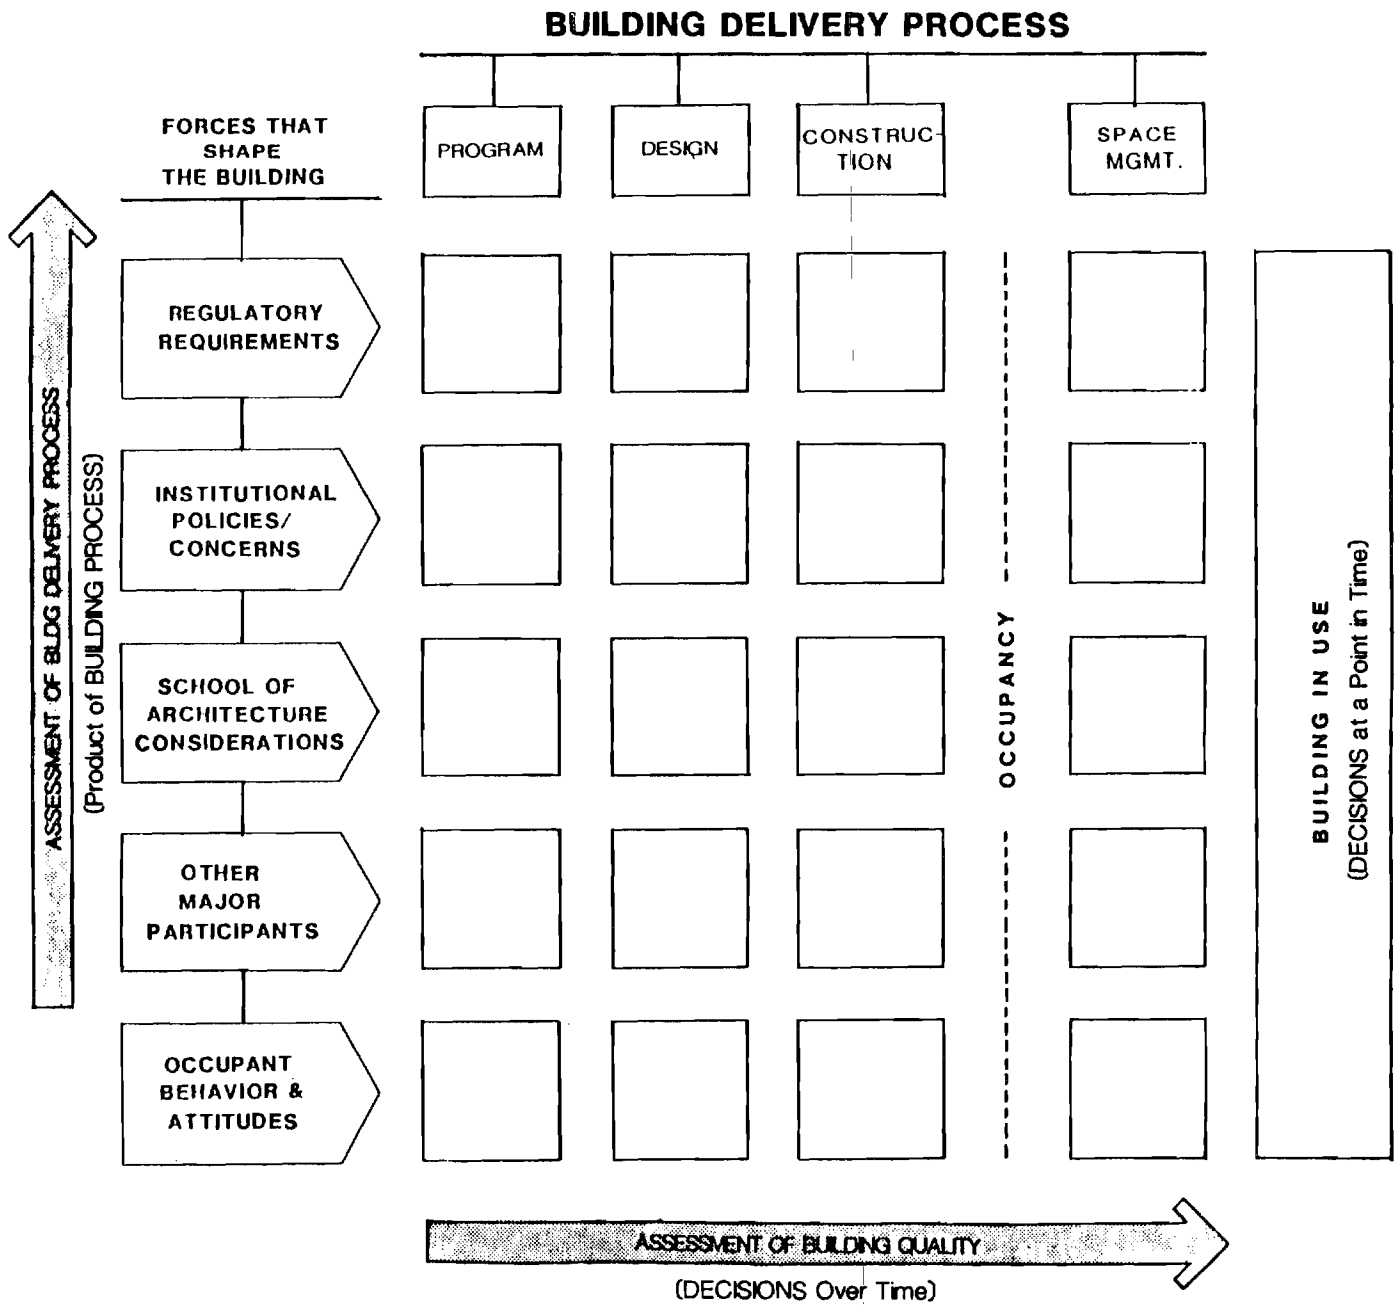 BUILDING DELIVERY PROCESS
FORCES THAT
SHAPE
THE BUILDING
PROGRAM
DESIGN
CONSTRUC-
TION
SPACE
MGMT.
REGULATORY
REQUIREMENTS
INSTITUTIONAL
POLICIES/
CONCERNS
SCHOOL OF
ARCHITECTURE
CONSIDERATIONS
OTHER
MAJOR
PARTICIPANTS
OCCUPANT
BEHAVIOR &
ATTITUDES
ASSESSMENT OF BLDG DELIVERY PROCESS
(Product of BUILDING PROCESS)
OCCUPANCY
BUILDING IN USE
(DECISIONS at a Point in Time)
ASSESSMENT OF BUILDING QUALITY
(DECISIONS Over Time)